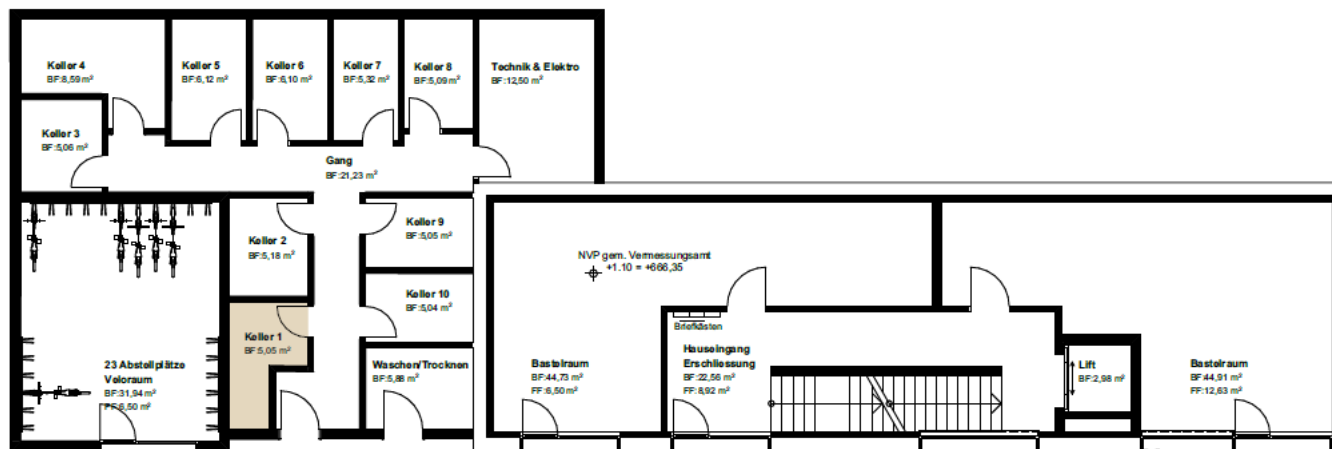 Keller 4
BF:8,59 m²
Keller 5
BF:6,12 m²
Keller 6
BF:6,10 m²
Keller 7
BF:5,32 m²
Keller 8
BF:5,09 m²
Technik & Elektro
BF:12,50 m²
Keller 3
BF:5,06 m²
Gang
BF:21,23 m²
Keller 2
BF:5,18 m²
Keller 9
BF:5,05 m²
NVP gem. Vermessungsamt
+1.10 = +666,35
Keller 10
BF:5,04 m²
Keller 1
BF:5,05 m²
Briefkästen
23 Abstellplätze
Veloraum
BF:31,94 m²
FF:6,50 m²
Waschen/Trocknen
BF:5,88 m²
Bastelraum
BF:44,73 m²
FF:6,50 m²
Hauseingang
Erschliessung
BF:22,56 m²
FF:8,92 m²
Lift
BF:2,98 m²
Bastelraum
BF:44,91 m²
FF:12,63 m²